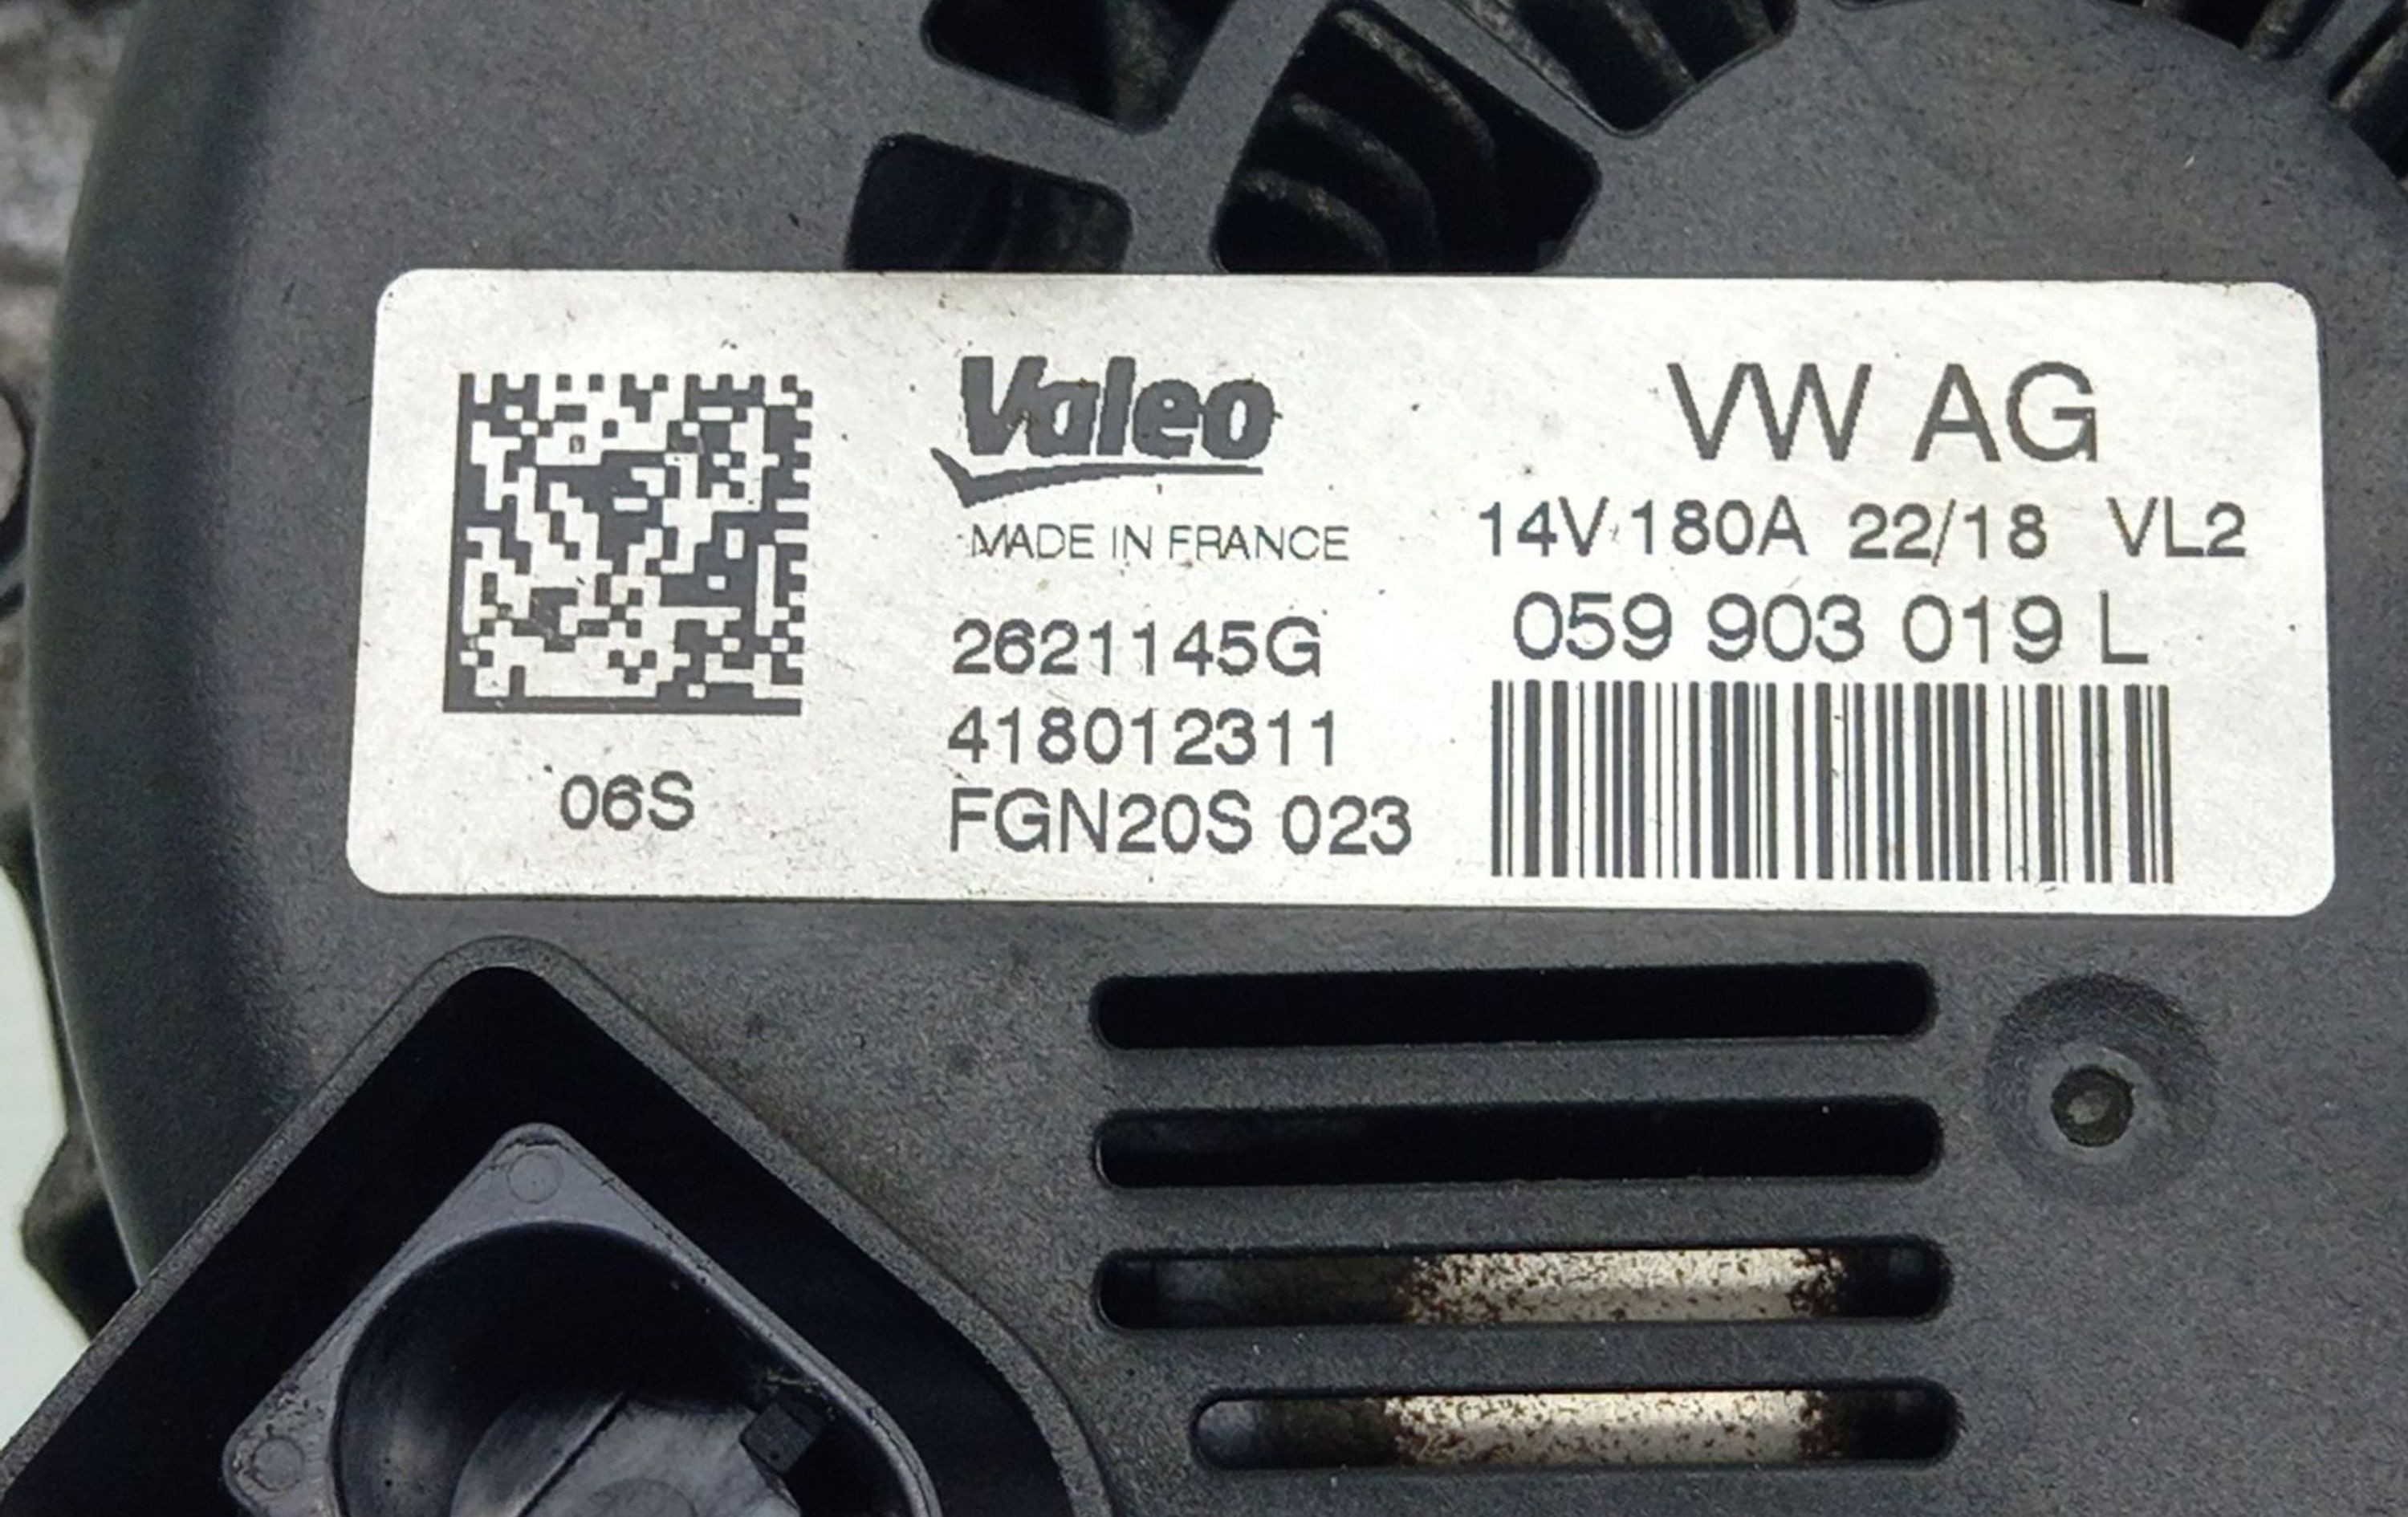 Valeo
MADE IN FRANCE
2621145G
418012311
FGN20S 023
06S
VW AG
14V 180A 22/18 VL2
059 903 019 L